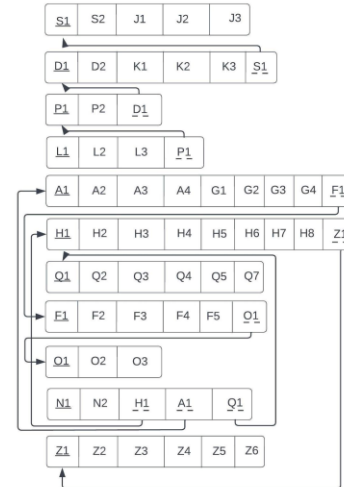 S1 S2 J1 J2 J3
D1 D2 K1 K2 K3 S1
P1 P2 D1
L1 L2 L3 P1
A1 A2 A3 A4 G1 G2 G3 G4 F1
H1 H2 H3 H4 H5 H6 H7 H8 Z1
Q1 Q2 Q3 Q4 Q5 Q7
F1 F2 F3 F4 F5 O1
O1 O2 O3
N1 N2 H1 A1 Q1
Z1 Z2 Z3 Z4 Z5 Z6